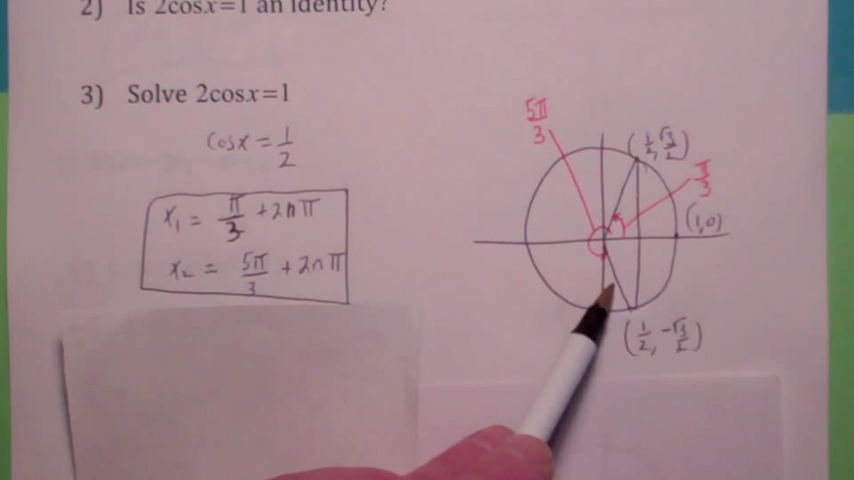 2) Is 2cosx=1 an identity?
3) Solve 2cosx=1
cosx = 1/2
x₁ = π/3 + 2nπ
x₂ = 5π/3 + 2nπ
5π/3
(1/2, √3/2)
π/3
(1,0)
(1/2, -√3/2)